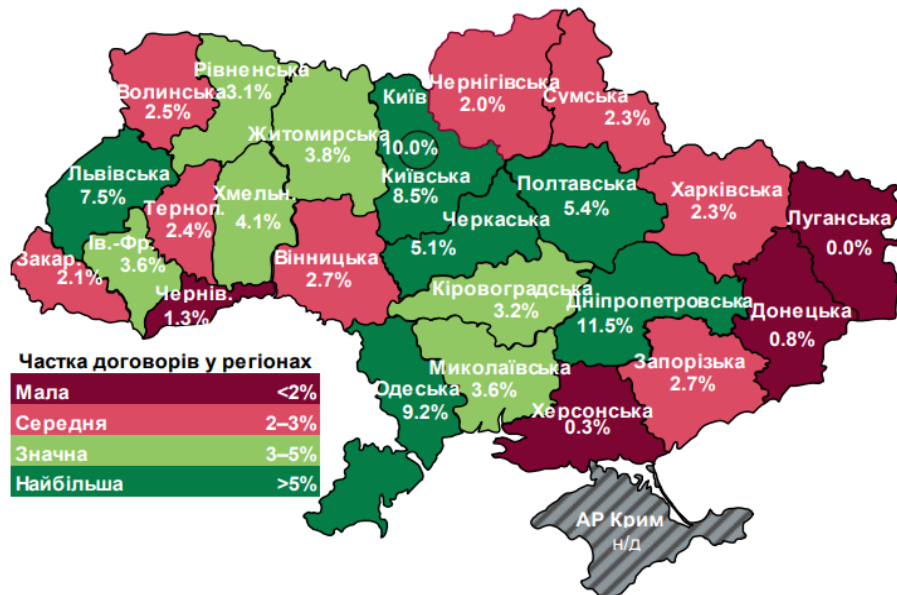 Рівненська
3.1%
Волинська
2.5%
Житомирська
3.8%
Київ
10.0%
Чернігівська
2.0%
Сумська
2.3%
Львівська
7.5%
Терноп.
2.4%
Хмельн.
4.1%
Київська
8.5%
Черкаська
5.1%
Полтавська
5.4%
Харківська
2.3%
Луганська
0.0%
Закар.
2.1%
Ів.-Фр.
3.6%
Чернів.
1.3%
Вінницька
2.7%
Кіровоградська
3.2%
Дніпропетровська
11.5%
Донецька
0.8%
Запорізька
2.7%
Миколаївська
3.6%
Одеська
9.2%
Херсонська
0.3%
АР Крим
н/д
Частка договорів у регіонах
Мала <2%
Середня 2–3%
Значна 3–5%
Найбільша >5%